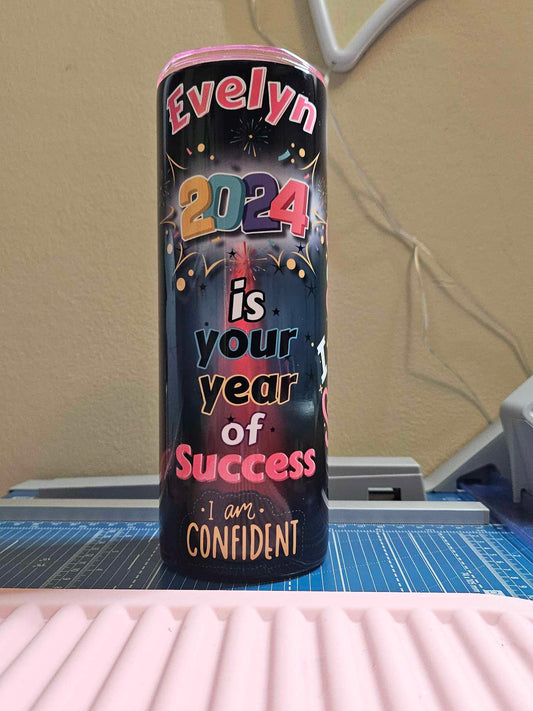 Evelyn
2024
is
your
year
of
Success
I am
CONFIDENT